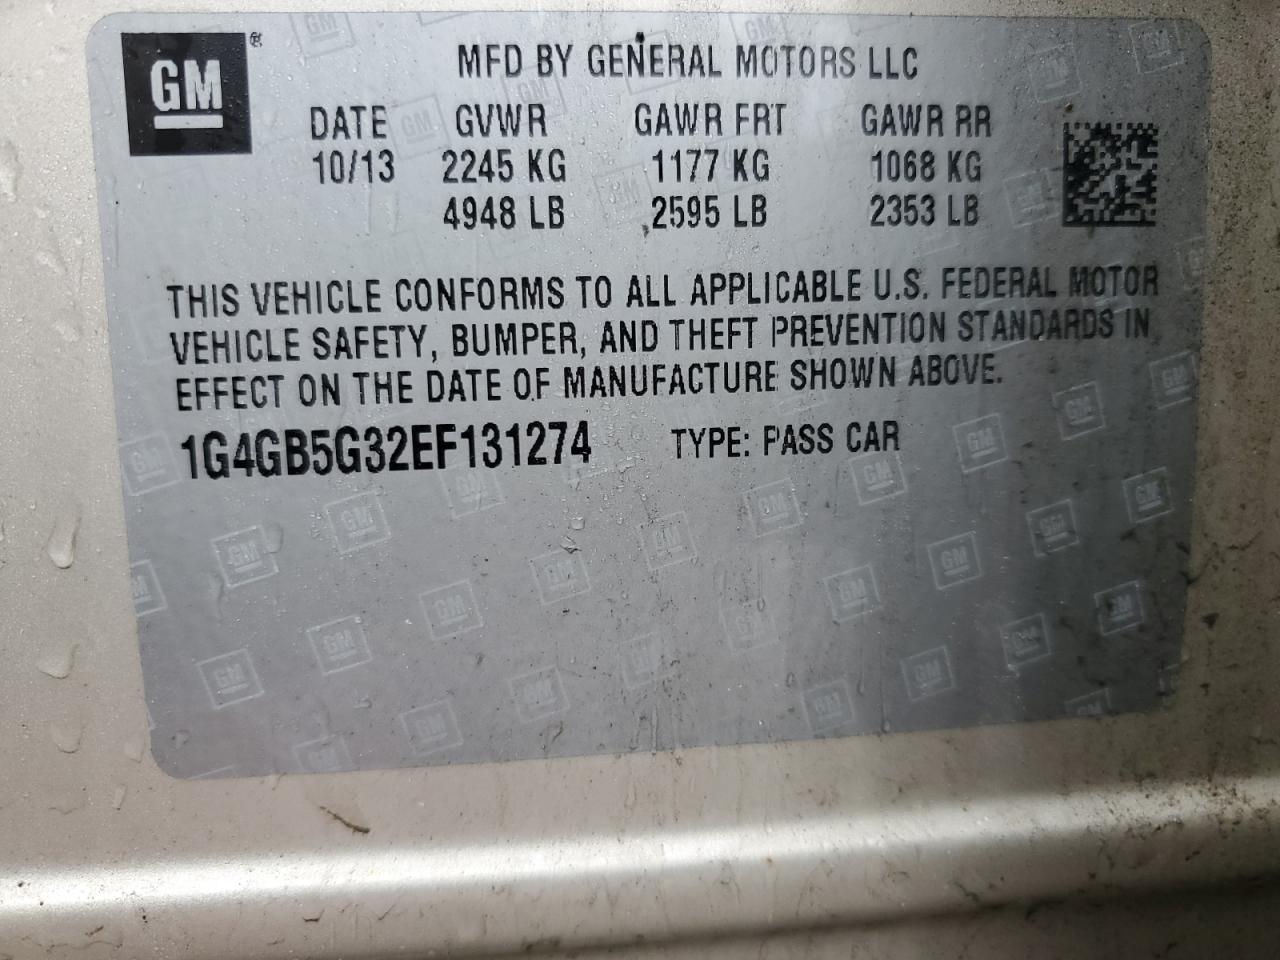 GM ®
MFD BY GENERAL MOTORS LLC
DATE GVWR GAWR FRT GAWR RR
10/13 2245 KG 1177 KG 1068 KG
4948 LB 2595 LB 2353 LB
THIS VEHICLE CONFORMS TO ALL APPLICABLE U.S. FEDERAL MOTOR
VEHICLE SAFETY, BUMPER, AND THEFT PREVENTION STANDARDS IN
EFFECT ON THE DATE OF MANUFACTURE SHOWN ABOVE.
1G4GB5G32EF131274 TYPE: PASS CAR